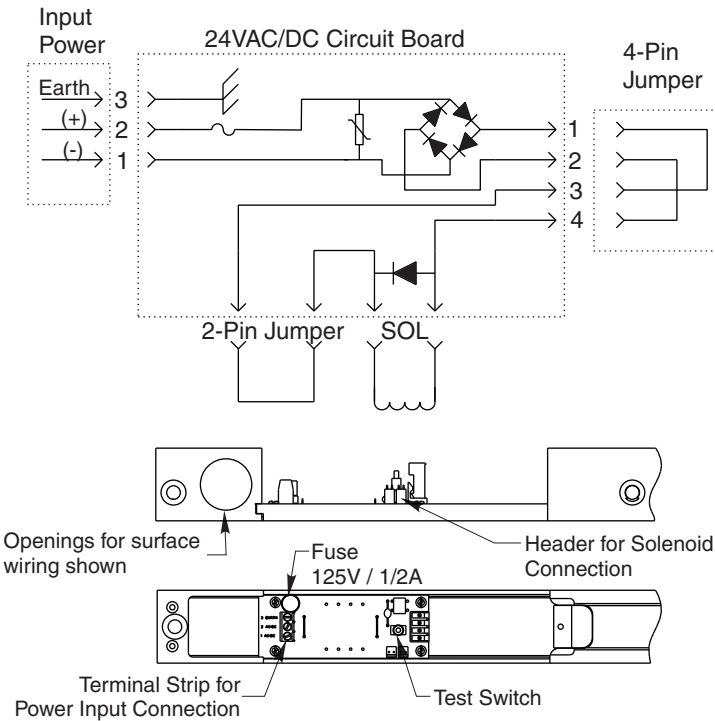 Input
Power
24VAC/DC Circuit Board
4-Pin
Jumper
Earth 3
(+) 2
(-) 1
1
2
3
4
2-Pin Jumper SOL
Openings for surface
wiring shown
Fuse
125V / 1/2A
Header for Solenoid
Connection
Terminal Strip for
Power Input Connection
Test Switch